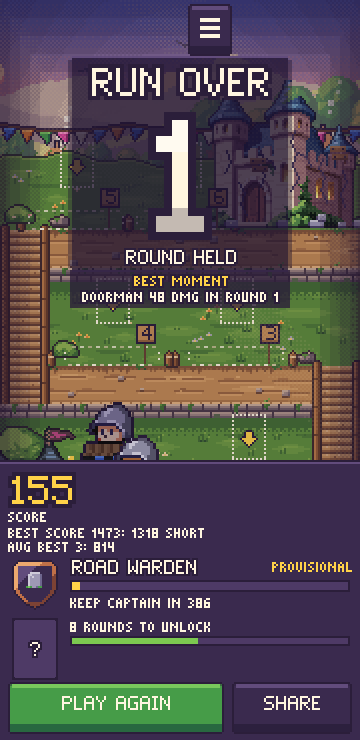 RUN OVER
5
6
1
ROUND HELD
BEST MOMENT
DOORMAN 48 DMG IN ROUND 1
4
3
155
SCORE
BEST SCORE 1473: 1318 SHORT
AVG BEST 3: 814
ROAD WARDEN
PROVISIONAL
KEEP CAPTAIN IN 386
8 ROUNDS TO UNLOCK
?
PLAY AGAIN
SHARE